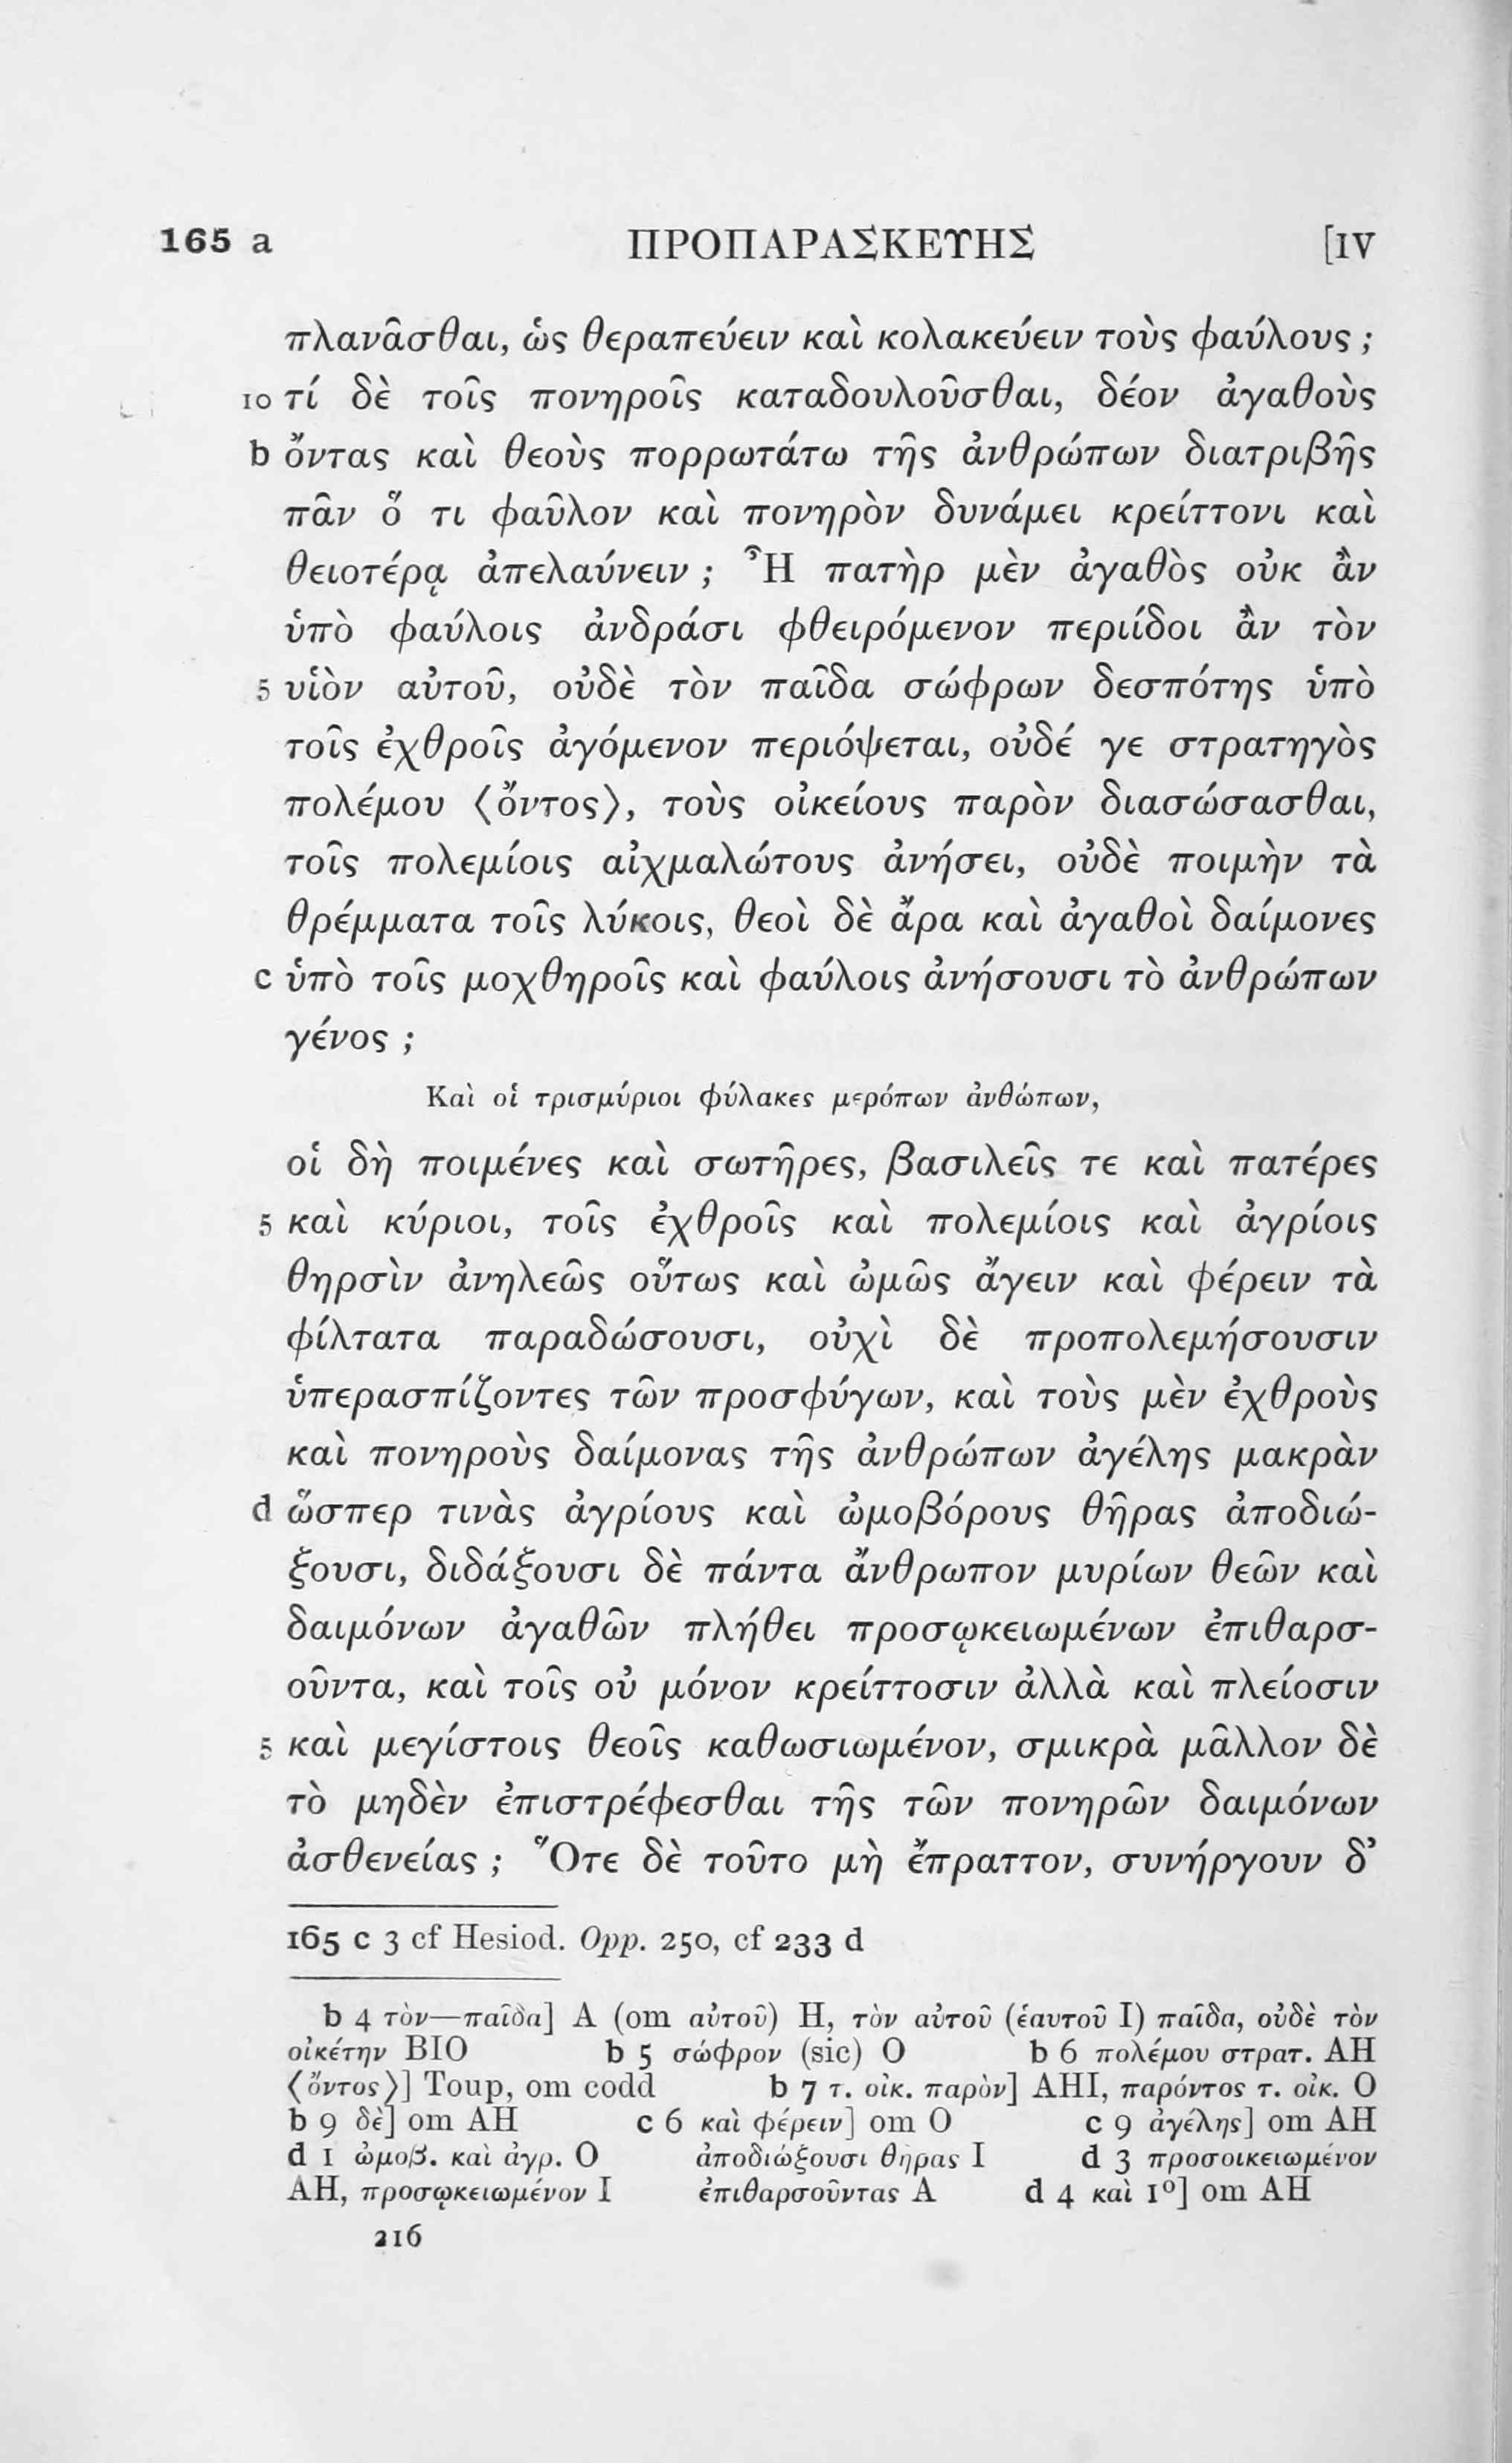 165 a ΠΡΟΠΑΡΑΣΚΕΥΗΣ [IV
πλανᾶσθαι, ὡς θεραπεύειν καὶ κολακεύειν τοὺς φαύλους ;
10 τί δὲ τοῖς πονηροῖς καταδουλοῦσθαι, δέον ἀγαθοὺς
b ὄντας καὶ θεοὺς πορρωτάτω τῆς ἀνθρώπων διατριβῆς
πᾶν ὅ τι φαῦλον καὶ πονηρὸν δυνάμει κρείττονι καὶ
θειοτέρᾳ ἀπελαύνειν ; Ἦ πατὴρ μὲν ἀγαθὸς οὐκ ἂν
ὑπὸ φαύλοις ἀνδράσι φθειρόμενον περιίδοι ἂν τὸν
5 υἱὸν αὐτοῦ, οὐδὲ τὸν παῖδα σώφρων δεσπότης ὑπὸ
τοῖς ἐχθροῖς ἀγόμενον περιόψεται, οὐδέ γε στρατηγὸς
πολέμου ⟨ὄντος⟩, τοὺς οἰκείους παρὸν διασώσασθαι,
τοῖς πολεμίοις αἰχμαλώτους ἀνήσει, οὐδὲ ποιμὴν τὰ
θρέμματα τοῖς λύκοις, θεοὶ δὲ ἄρα καὶ ἀγαθοὶ δαίμονες
c ὑπὸ τοῖς μοχθηροῖς καὶ φαύλοις ἀνήσουσι τὸ ἀνθρώπων
γένος ;
Καὶ οἱ τρισμύριοι φύλακες μερόπων ἀνθώπων,
οἱ δὴ ποιμένες καὶ σωτῆρες, βασιλεῖς τε καὶ πατέρες
5 καὶ κύριοι, τοῖς ἐχθροῖς καὶ πολεμίοις καὶ ἀγρίοις
θηρσὶν ἀνηλεῶς οὕτως καὶ ὠμῶς ἄγειν καὶ φέρειν τὰ
φίλτατα παραδώσουσι, οὐχὶ δὲ προπολεμήσουσιν
ὑπερασπίζοντες τῶν προσφύγων, καὶ τοὺς μὲν ἐχθροὺς
καὶ πονηροὺς δαίμονας τῆς ἀνθρώπων ἀγέλης μακρὰν
d ὥσπερ τινὰς ἀγρίους καὶ ὠμοβόρους θῆρας ἀποδιώ-
ξουσι, διδάξουσι δὲ πάντα ἄνθρωπον μυρίων θεῶν καὶ
δαιμόνων ἀγαθῶν πλήθει προσῳκειωμένων ἐπιθαρσ-
οῦντα, καὶ τοῖς οὐ μόνον κρείττοσιν ἀλλὰ καὶ πλείοσιν
5 καὶ μεγίστοις θεοῖς καθωσιωμένον, σμικρὰ μᾶλλον δὲ
τὸ μηδὲν ἐπιστρέφεσθαι τῆς τῶν πονηρῶν δαιμόνων
ἀσθενείας ; Ὅτε δὲ τοῦτο μὴ ἔπραττον, συνήργουν δ’
165 c 3 cf Hesiod. Opp. 250, cf 233 d
b 4 τὸν—παῖδα] A (om αὐτοῦ) H, τὸν αὐτοῦ (ἑαυτοῦ I) παῖδα, οὐδὲ τὸν
οἰκέτην BIO b 5 σώφρον (sic) O b 6 πολέμου στρατ. AH
⟨ὄντος⟩] Toup, om codd b 7 τ. οἰκ. παρὸν] AHI, παρόντος τ. οἰκ. O
b 9 δὲ] om AH c 6 καὶ φέρειν] om O c 9 ἀγέλης] om AH
d 1 ὠμοβ. καὶ ἀγρ. O ἀποδιώξουσι θῆρας I d 3 προσοικειωμένον
AH, προσῳκειωμένον I ἐπιθαρσοῦντας A d 4 καὶ 1º] om AH
216